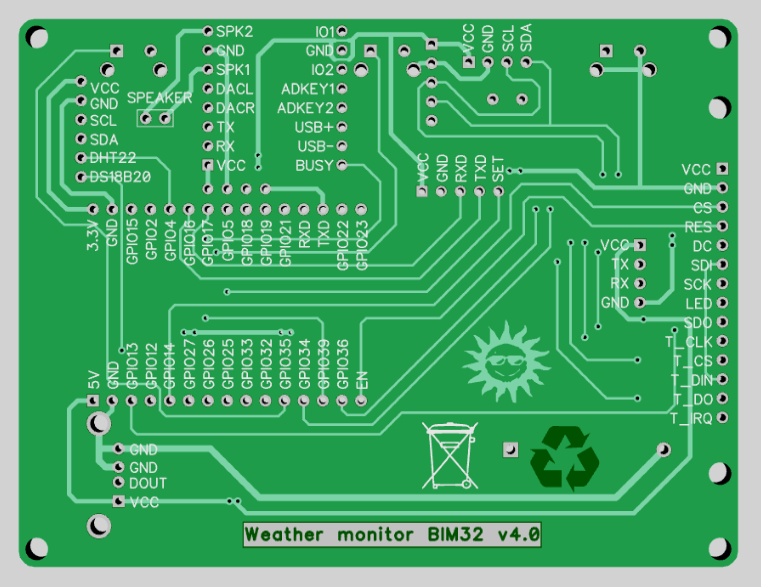 SPK2
GND
SPK1
DACL
DACR
TX
RX
VCC
IO1
GND
IO2
ADKEY1
ADKEY2
USB+
USB-
BUSY
VCC
GND
SCL
SDA
VCC
GND
SCL
SDA
DHT22
DS18B20
SPEAKER
VCC
GND
RXD
TXD
SET
3.3V
GND
GPIO15
GPIO2
GPIO4
GPIO16
GPIO17
GPIO5
GPIO18
GPIO19
GPIO21
RXD
TXD
GPIO22
GPIO23
VCC
GND
CS
RES
DC
SDI
SCK
LED
SDO
T_CLK
T_CS
T_DIN
T_DO
T_IRQ
VCC
TX
RX
GND
5V
GND
GPIO13
GPIO12
GPIO14
GPIO27
GPIO26
GPIO25
GPIO33
GPIO32
GPIO35
GPIO34
GPIO39
GPIO36
EN
GND
GND
DOUT
VCC
Weather monitor BIM32 v4.0